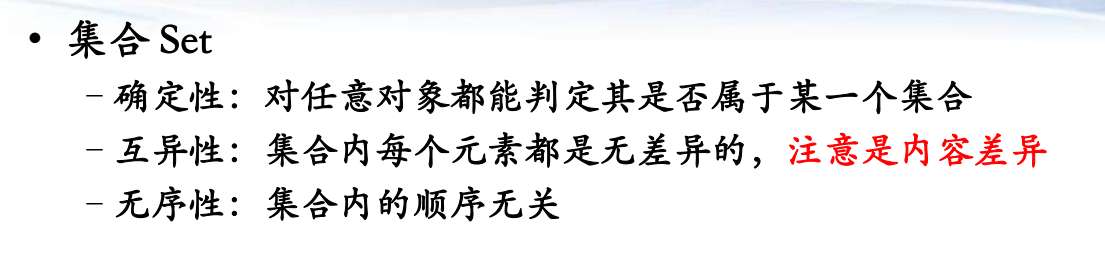 • 集合 Set
– 确定性：对任意对象都能判定其是否属于某一个集合
– 互异性：集合内每个元素都是无差异的，注意是内容差异
– 无序性：集合内的顺序无关